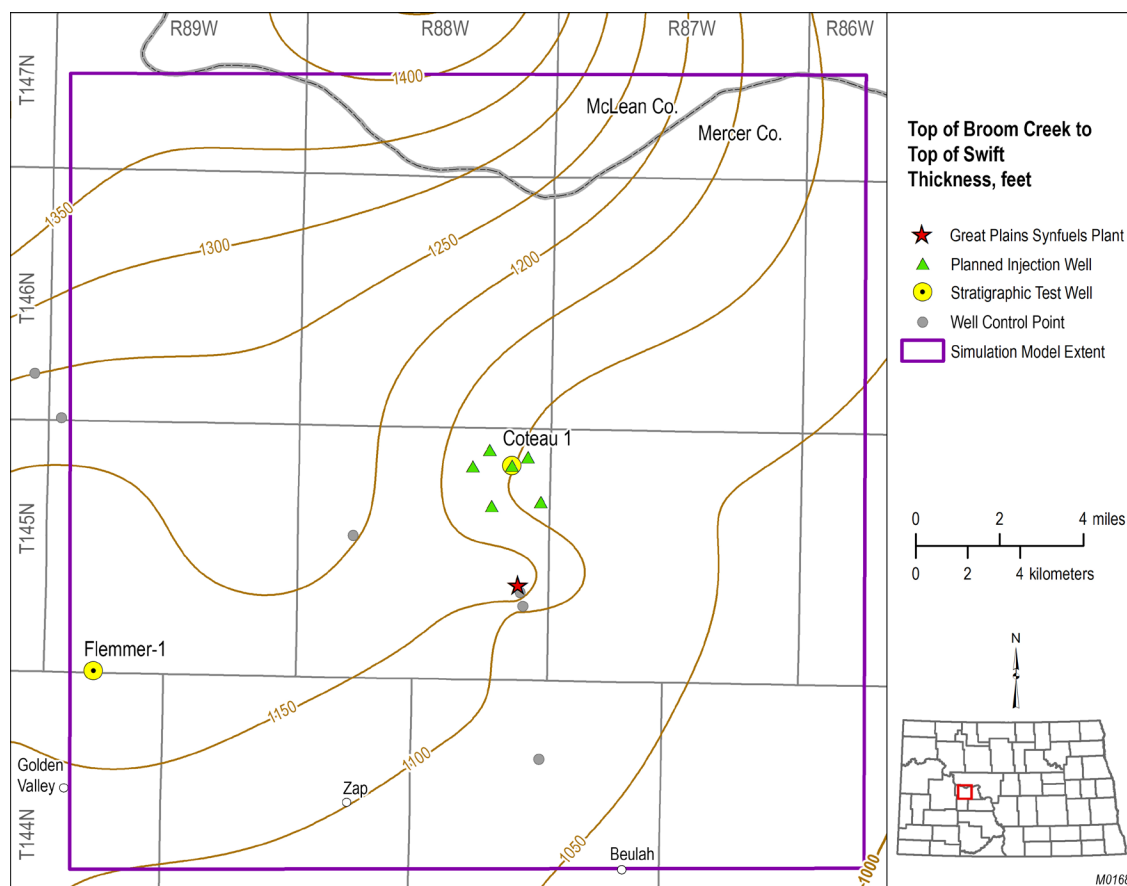 R89W
R88W
R87W
R86W
T147N
1400
McLean Co.
Mercer Co.
1350
1300
1250
1200
T146N
Coteau 1
T145N
Flemmer-1
1150
1100
Golden
Valley
Zap
T144N
1050
Beulah
1000
Top of Broom Creek to
Top of Swift
Thickness, feet
Great Plains Synfuels Plant
Planned Injection Well
Stratigraphic Test Well
Well Control Point
Simulation Model Extent
0 2 4 miles
0 2 4 kilometers
N
M0168